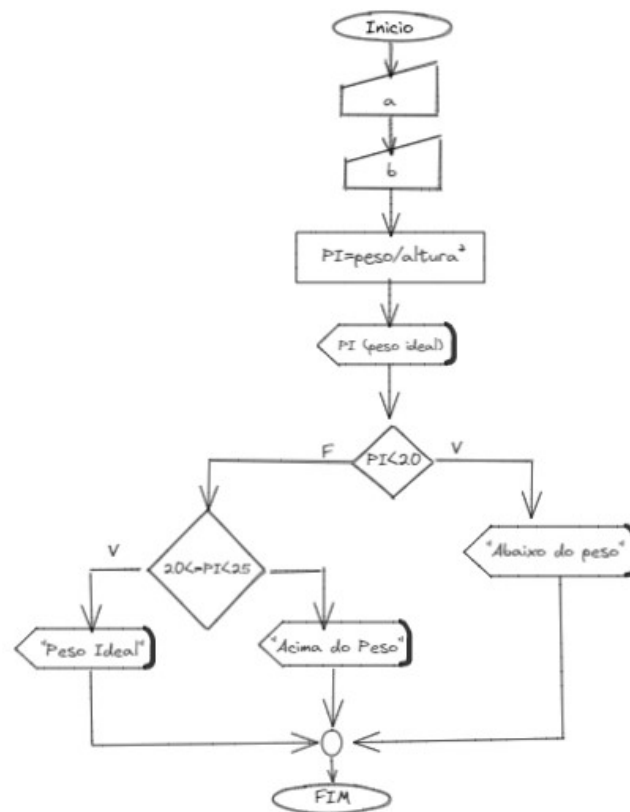 Inicio
a
b
PI=peso/altura²
PI (peso ideal)
F
PI<20
V
V
20<=PI<25
"Abaixo do peso"
"Peso Ideal"
"Acima do Peso"
FIM